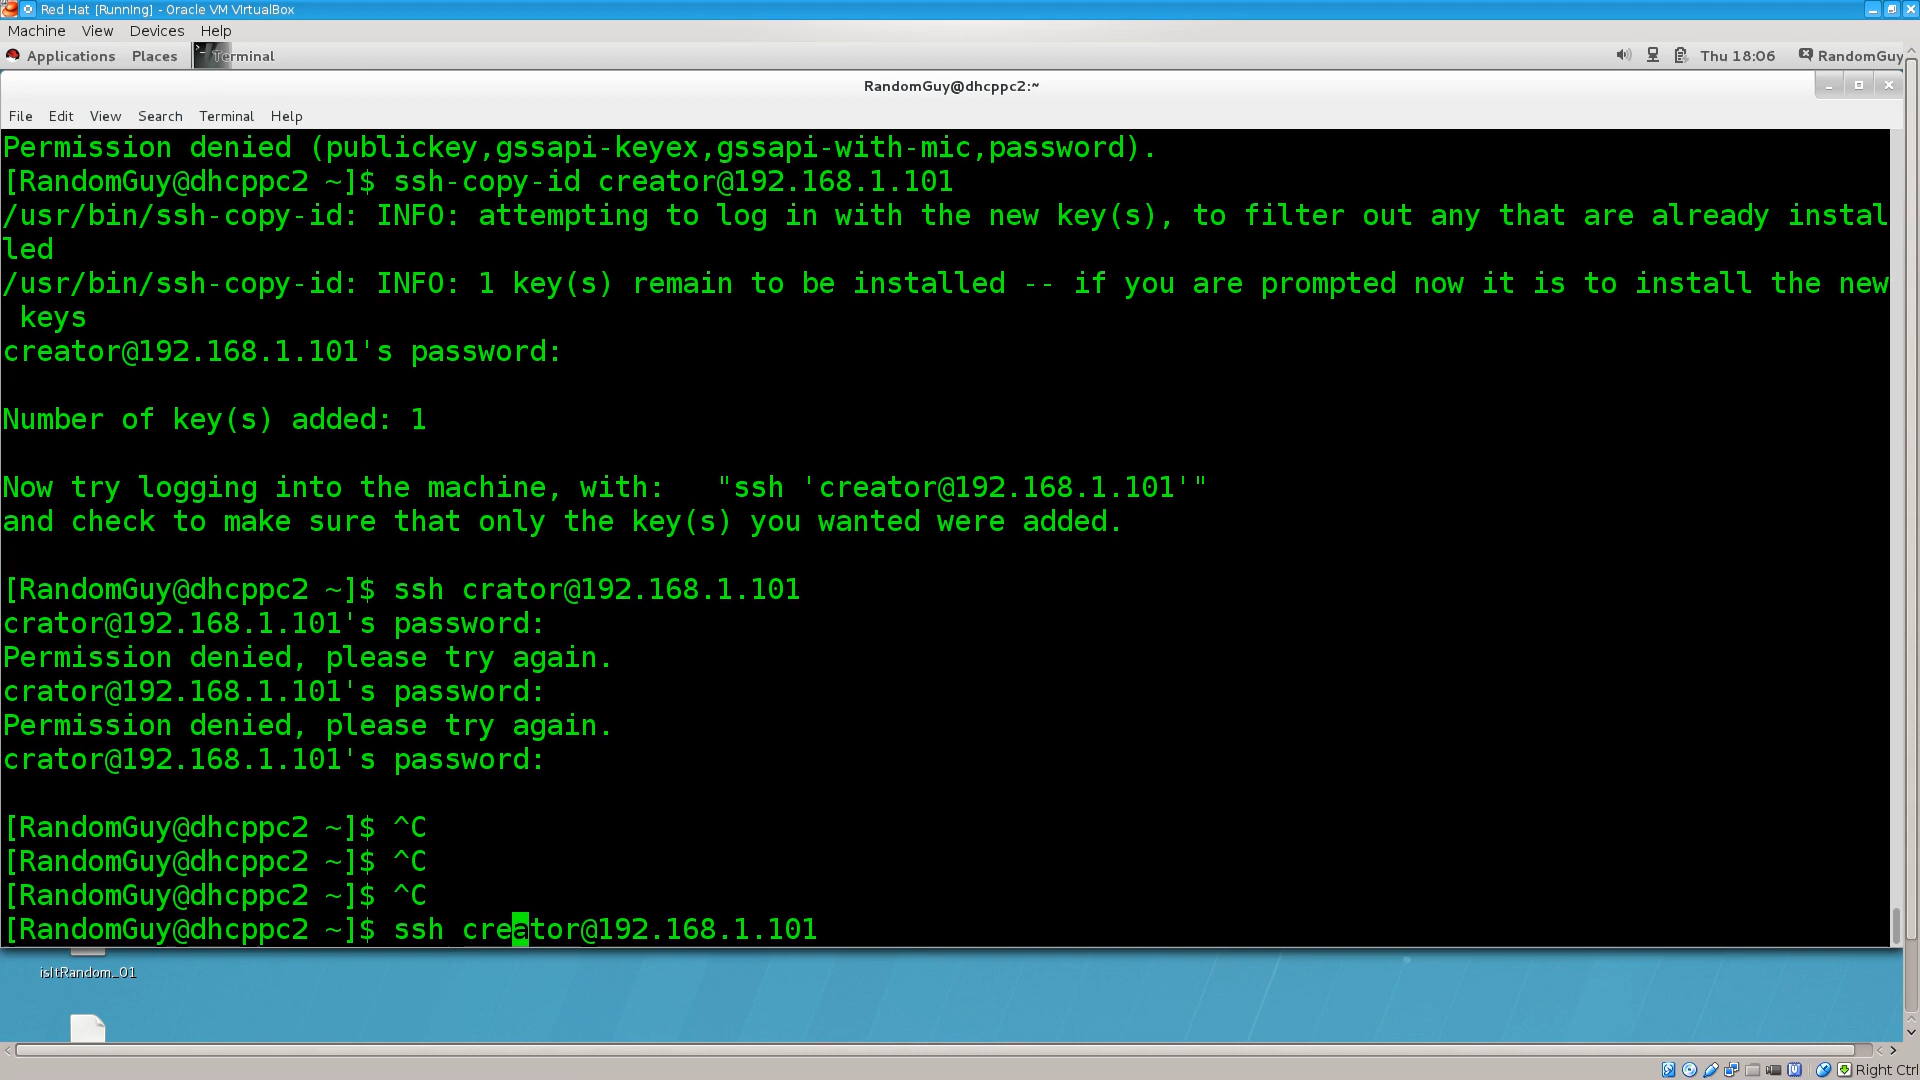 Red Hat [Running] - Oracle VM VirtualBox
Machine View Devices Help
Applications Places Terminal Thu 18:06 RandomGuy
RandomGuy@dhcppc2:~
File Edit View Search Terminal Help
Permission denied (publickey,gssapi-keyex,gssapi-with-mic,password).
[RandomGuy@dhcppc2 ~]$ ssh-copy-id creator@192.168.1.101
/usr/bin/ssh-copy-id: INFO: attempting to log in with the new key(s), to filter out any that are already instal
led
/usr/bin/ssh-copy-id: INFO: 1 key(s) remain to be installed -- if you are prompted now it is to install the new
 keys
creator@192.168.1.101's password:
Number of key(s) added: 1
Now try logging into the machine, with:   "ssh 'creator@192.168.1.101'"
and check to make sure that only the key(s) you wanted were added.
[RandomGuy@dhcppc2 ~]$ ssh crator@192.168.1.101
crator@192.168.1.101's password:
Permission denied, please try again.
crator@192.168.1.101's password:
Permission denied, please try again.
crator@192.168.1.101's password:
[RandomGuy@dhcppc2 ~]$ ^C
[RandomGuy@dhcppc2 ~]$ ^C
[RandomGuy@dhcppc2 ~]$ ^C
[RandomGuy@dhcppc2 ~]$ ssh creator@192.168.1.101
isItRandom_01
Right Ctrl